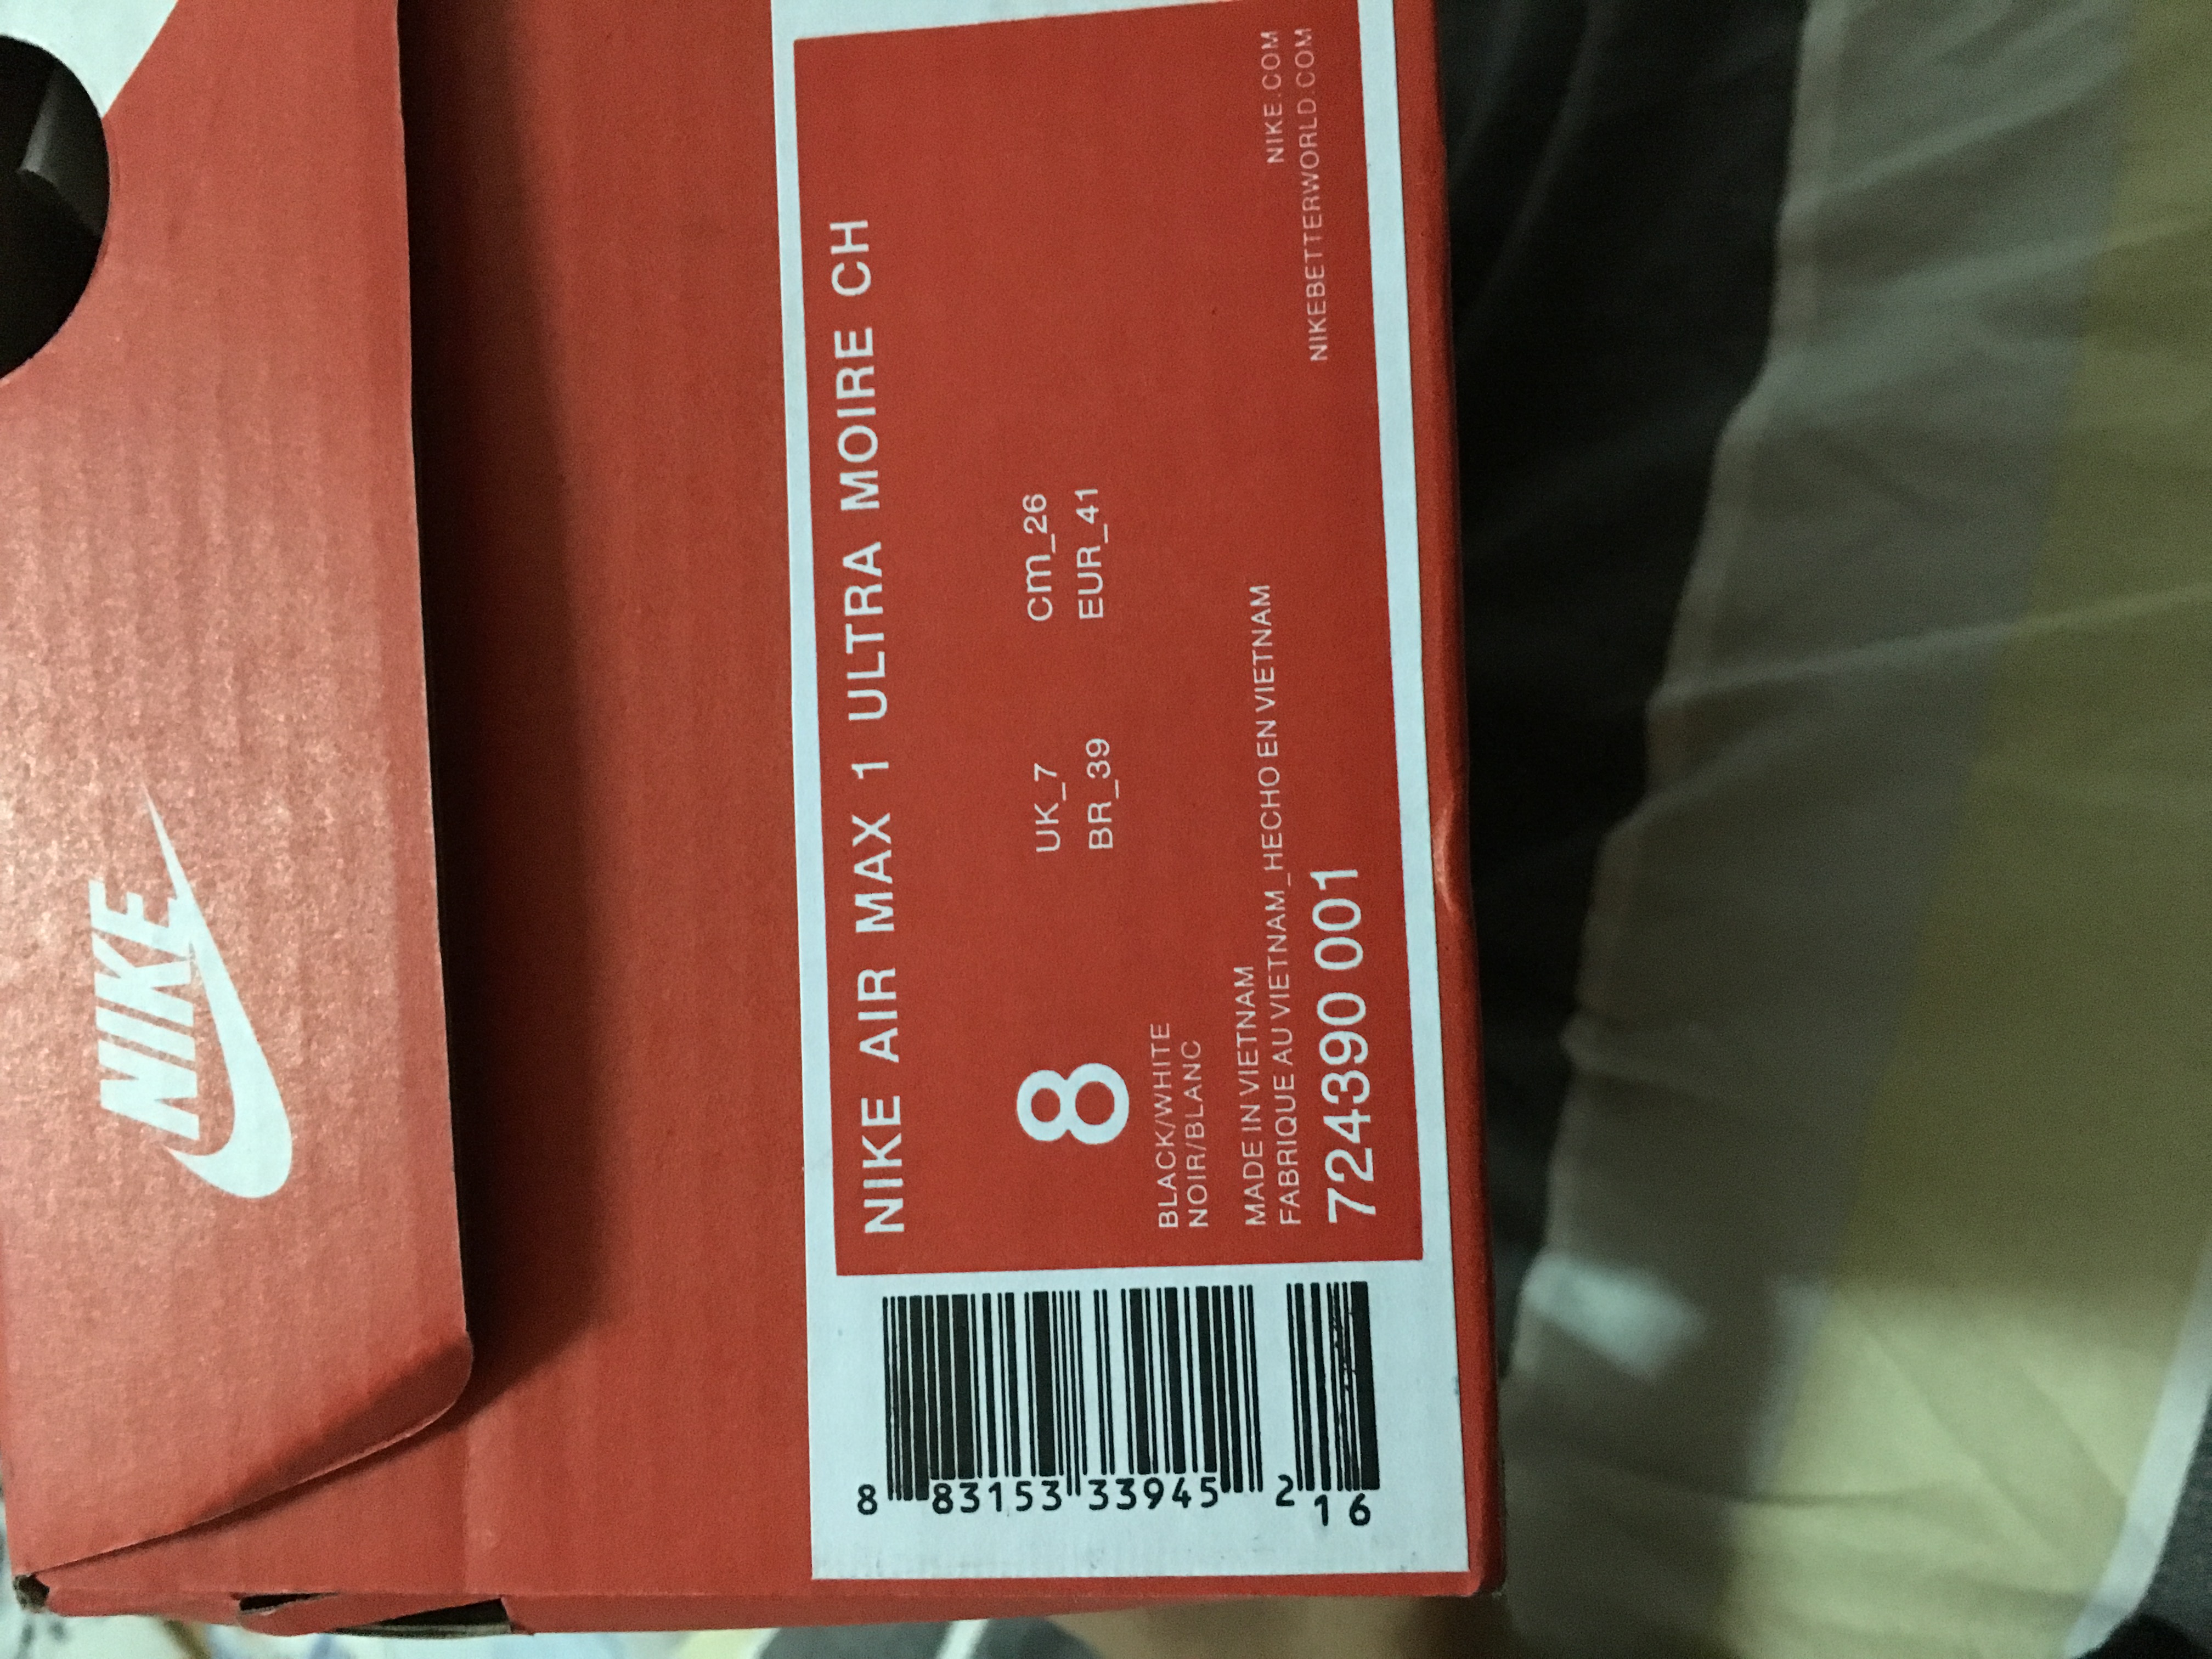 NIKE
NIKE AIR MAX 1 ULTRA MOIRE CH
8
UK_7 Cm_26
BR_39 EUR_41
BLACK/WHITE
NOIR/BLANC
MADE IN VIETNAM
FABRIQUE AU VIETNAM_HECHO EN VIETNAM
724390 001
NIKE.COM
NIKEBETTERWORLD.COM
8 83153 33945 2 16